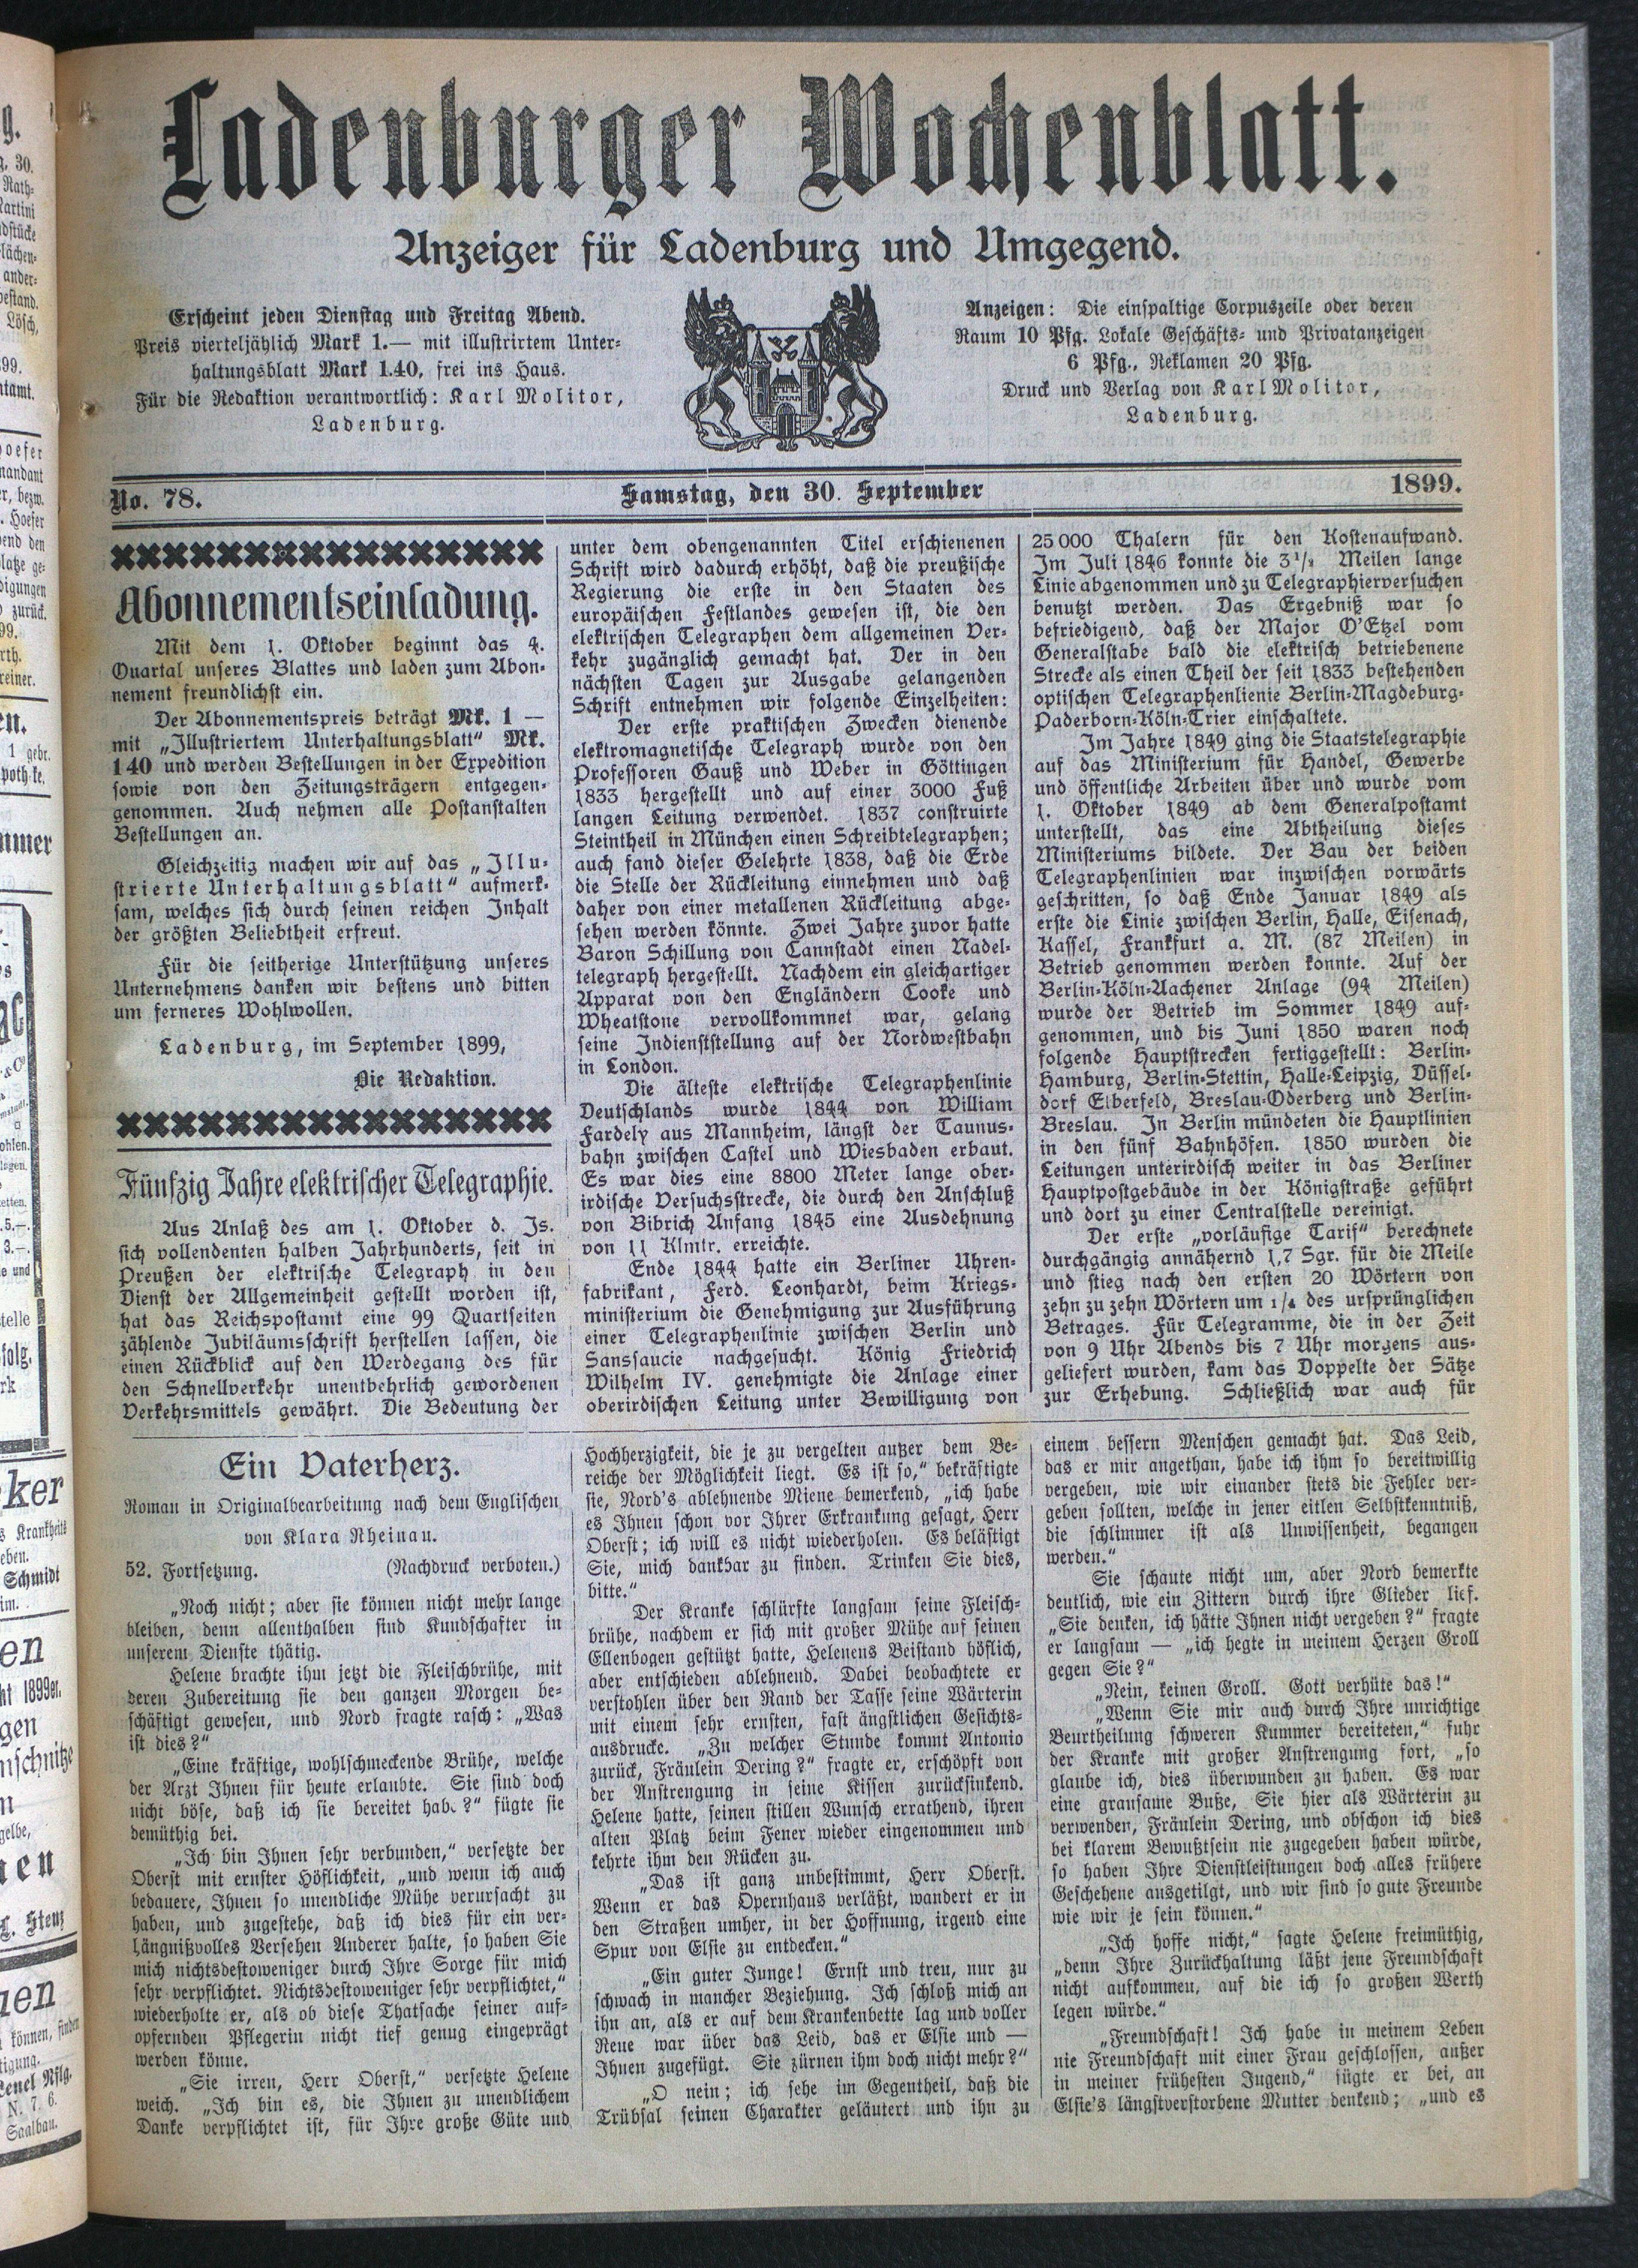 Ladenburger Wochenblatt.
Anzeiger für Ladenburg und Umgegend.
Erscheint jeden Dienstag und Freitag Abend.
Preis vierteljählich Mark 1.— mit illustrirtem Unter-
haltungsblatt Mark 1.40, frei ins Haus.
Für die Redaktion verantwortlich: Karl Molitor,
Ladenburg.
Anzeigen: Die einspaltige Corpuszeile oder deren
Raum 10 Pfg. Lokale Geschäfts- und Privatanzeigen
6 Pfg., Reklamen 20 Pfg.
Druck und Verlag von Karl Molitor,
Ladenburg.
No. 78.
Samstag, den 30. September
1899.
Abonnementseinladung.
Mit dem 1. Oktober beginnt das 4.
Quartal unseres Blattes und laden zum Abon-
nement freundlichst ein.
Der Abonnementspreis beträgt Mk. 1 —
mit „Illustriertem Unterhaltungsblatt“ Mk.
1 40 und werden Bestellungen in der Expedition
sowie von den Zeitungsträgern entgegen-
genommen. Auch nehmen alle Postanstalten
Bestellungen an.
Gleichzeitig machen wir auf das „Illu-
strierte Unterhaltungsblatt“ aufmerk-
sam, welches sich durch seinen reichen Inhalt
der größten Beliebtheit erfreut.
Für die seitherige Unterstützung unseres
Unternehmens danken wir bestens und bitten
um ferneres Wohlwollen.
Ladenburg, im September 1899,
Die Redaktion.
Fünfzig Jahre elektrischer Telegraphie.
Aus Anlaß des am 1. Oktober d. Js.
sich vollendenten halben Jahrhunderts, seit in
Preußen der elektrische Telegraph in den
Dienst der Allgemeinheit gestellt worden ist,
hat das Reichspostamt eine 99 Quartseiten
zählende Jubiläumsschrift herstellen lassen, die
einen Rückblick auf den Werdegang des für
den Schnellverkehr unentbehrlich gewordenen
Verkehrsmittels gewährt. Die Bedeutung der
unter dem obengenannten Titel erschienenen
Schrift wird dadurch erhöht, daß die preußische
Regierung die erste in den Staaten des
europäischen Festlandes gewesen ist, die den
elektrischen Telegraphen dem allgemeinen Ver-
kehr zugänglich gemacht hat. Der in den
nächsten Tagen zur Ausgabe gelangenden
Schrift entnehmen wir folgende Einzelheiten:
Der erste praktischen Zwecken dienende
elektromagnetische Telegraph wurde von den
Professoren Gauß und Weber in Göttingen
1833 hergestellt und auf einer 3000 Fuß
langen Leitung verwendet. 1837 construirte
Steintheil in München einen Schreibtelegraphen;
auch fand dieser Gelehrte 1838, daß die Erde
die Stelle der Rückleitung einnehmen und daß
daher von einer metallenen Rückleitung abge-
sehen werden könnte. Zwei Jahre zuvor hatte
Baron Schillung von Cannstadt einen Nadel-
telegraph hergestellt. Nachdem ein gleichartiger
Apparat von den Engländern Cooke und
Wheatstone vervollkommnet war, gelang
seine Indienststellung auf der Nordwestbahn
in London.
Die älteste elektrische Telegraphenlinie
Deutschlands wurde 1844 von William
Fardely aus Mannheim, längst der Taunus-
bahn zwischen Castel und Wiesbaden erbaut.
Es war dies eine 8800 Meter lange ober-
irdische Versuchsstrecke, die durch den Anschluß
von Bibrich Anfang 1845 eine Ausdehnung
von 11 Klmtr. erreichte.
Ende 1844 hatte ein Berliner Uhren-
fabrikant, Ferd. Leonhardt, beim Kriegs-
ministerium die Genehmigung zur Ausführung
einer Telegraphenlinie zwischen Berlin und
Sanssaucie nachgesucht. König Friedrich
Wilhelm IV. genehmigte die Anlage einer
oberirdischen Leitung unter Bewilligung von
25 000 Thalern für den Kostenaufwand.
Im Juli 1846 konnte die 3 1/2 Meilen lange
Linie abgenommen und zu Telegraphierversuchen
benutzt werden. Das Ergebniß war so
befriedigend, daß der Major O'Etzel vom
Generalstabe bald die elektrisch betriebenene
Strecke als einen Theil der seit 1833 bestehenden
optischen Telegraphenlienie Berlin-Magdeburg-
Paderborn-Köln-Trier einschaltete.
Im Jahre 1849 ging die Staatstelegraphie
auf das Ministerium für Handel, Gewerbe
und öffentliche Arbeiten über und wurde vom
1. Oktober 1849 ab dem Generalpostamt
unterstellt, das eine Abtheilung dieses
Ministeriums bildete. Der Bau der beiden
Telegraphenlinien war inzwischen vorwärts
geschritten, so daß Ende Januar 1849 als
erste die Linie zwischen Berlin, Halle, Eisenach,
Kassel, Frankfurt a. M. (87 Meilen) in
Betrieb genommen werden konnte. Auf der
Berlin-Köln-Aachener Anlage (94 Meilen)
wurde der Betrieb im Sommer 1849 auf-
genommen, und bis Juni 1850 waren noch
folgende Hauptstrecken fertiggestellt: Berlin-
Hamburg, Berlin-Stettin, Halle-Leipzig, Düssel-
dorf Elberfeld, Breslau-Oderberg und Berlin-
Breslau. In Berlin mündeten die Hauptlinien
in den fünf Bahnhöfen. 1850 wurden die
Leitungen unterirdisch weiter in das Berliner
Hauptpostgebäude in der Königstraße geführt
und dort zu einer Centralstelle vereinigt.
Der erste „vorläufige Tarif“ berechnete
durchgängig annähernd 1,7 Sgr. für die Meile
und stieg nach den ersten 20 Wörtern von
zehn zu zehn Wörtern um 1/4 des ursprünglichen
Betrages. Für Telegramme, die in der Zeit
von 9 Uhr Abends bis 7 Uhr morgens aus-
geliefert wurden, kam das Doppelte der Sätze
zur Erhebung. Schließlich war auch für
Ein Vaterherz.
Roman in Originalbearbeitung nach dem Englischen
von Klara Rheinau.
52. Fortsetzung. (Nachdruck verboten.)
„Noch nicht; aber sie können nicht mehr lange
bleiben, denn allenthalben sind Kundschafter in
unserem Dienste thätig.
Helene brachte ihm jetzt die Fleischbrühe, mit
deren Zubereitung sie den ganzen Morgen be-
schäftigt gewesen, und Nord fragte rasch: „Was
ist dies?“
„Eine kräftige, wohlschmeckende Brühe, welche
der Arzt Ihnen für heute erlaubte. Sie sind doch
nicht böse, daß ich sie bereitet habe?“ fügte sie
demüthig bei.
„Ich bin Ihnen sehr verbunden,“ versetzte der
Oberst mit ernster Höflichkeit, „und wenn ich auch
bedauere, Ihnen so unendliche Mühe verursacht zu
haben, und zugestehe, daß ich dies für ein ver-
hängnißvolles Versehen Anderer halte, so haben Sie
mich nichtsdestoweniger durch Ihre Sorge für mich
sehr verpflichtet. Nichtsdestoweniger sehr verpflichtet,“
wiederholte er, als ob diese Thatsache seiner auf-
opfernden Pflegerin nicht tief genug eingeprägt
werden könne.
„Sie irren, Herr Oberst,“ versetzte Helene
weich. „Ich bin es, die Ihnen zu unendlichem
Danke verpflichtet ist, für Ihre große Güte und
Hochherzigkeit, die je zu vergelten außer dem Be-
reiche der Möglichkeit liegt. Es ist so,“ bekräftigte
sie, Nord's ablehnende Miene bemerkend, „ich habe
es Ihnen schon vor Ihrer Erkrankung gesagt, Herr
Oberst; ich will es nicht wiederholen. Es belästigt
Sie, mich dankbar zu finden. Trinken Sie dies,
bitte.“
Der Kranke schlürfte langsam seine Fleisch-
brühe, nachdem er sich mit großer Mühe auf seinen
Ellenbogen gestützt hatte, Helenens Beistand höflich,
aber entschieden ablehnend. Dabei beobachtete er
verstohlen über den Rand der Tasse seine Wärterin
mit einem sehr ernsten, fast ängstlichen Gesichts-
ausdrucke. „Zu welcher Stunde kommt Antonio
zurück, Fräulein Dering?“ fragte er, erschöpft von
der Anstrengung in seine Kissen zurücksinkend.
Helene hatte, seinen stillen Wunsch errathend, ihren
alten Platz beim Fener wieder eingenommen und
kehrte ihm den Rücken zu.
„Das ist ganz unbestimmt, Herr Oberst.
Wenn er das Opernhaus verläßt, wandert er in
den Straßen umher, in der Hoffnung, irgend eine
Spur von Elsie zu entdecken.“
„Ein guter Junge! Ernst und treu, nur zu
schwach in mancher Beziehung. Ich schloß mich an
ihn an, als er auf dem Krankenbette lag und voller
Reue war über das Leid, das er Elsie und —
Ihnen zugefügt. Sie zürnen ihm doch nicht mehr?“
„O nein; ich sehe im Gegentheil, daß die
Trübsal seinen Charakter geläutert und ihn zu
einem bessern Menschen gemacht hat. Das Leid,
das er mir angethan, habe ich ihm so bereitwillig
vergeben, wie wir einander stets die Fehler ver-
geben sollten, welche in jener eitlen Selbstkenntniß,
die schlimmer ist als Unwissenheit, begangen
werden.“
Sie schaute nicht um, aber Nord bemerkte
deutlich, wie ein Zittern durch ihre Glieder lief.
„Sie denken, ich hätte Ihnen nicht vergeben?“ fragte
er langsam — „ich hegte in meinem Herzen Groll
gegen Sie?“
„Nein, keinen Groll. Gott verhüte das!“
„Wenn Sie mir auch durch Ihre unrichtige
Beurtheilung schweren Kummer bereiteten,“ fuhr
der Kranke mit großer Anstrengung fort, „so
glaube ich, dies überwunden zu haben. Es war
eine grausame Buße, Sie hier als Wärterin zu
verwenden, Fräulein Dering, und obschon ich dies
bei klarem Bewußtsein nie zugegeben haben würde,
so haben Ihre Dienstleistungen doch alles frühere
Geschehene ausgetilgt, und wir sind so gute Freunde
wie wir je sein können.“
„Ich hoffe nicht,“ sagte Helene freimüthig,
„denn Ihre Zurückhaltung läßt jene Freundschaft
nicht aufkommen, auf die ich so großen Werth
legen würde.“
„Freundschaft! Ich habe in meinem Leben
nie Freundschaft mit einer Frau geschlossen, außer
in meiner frühesten Jugend,“ fügte er bei, an
Elsie's längstverstorbene Mutter denkend; „und es